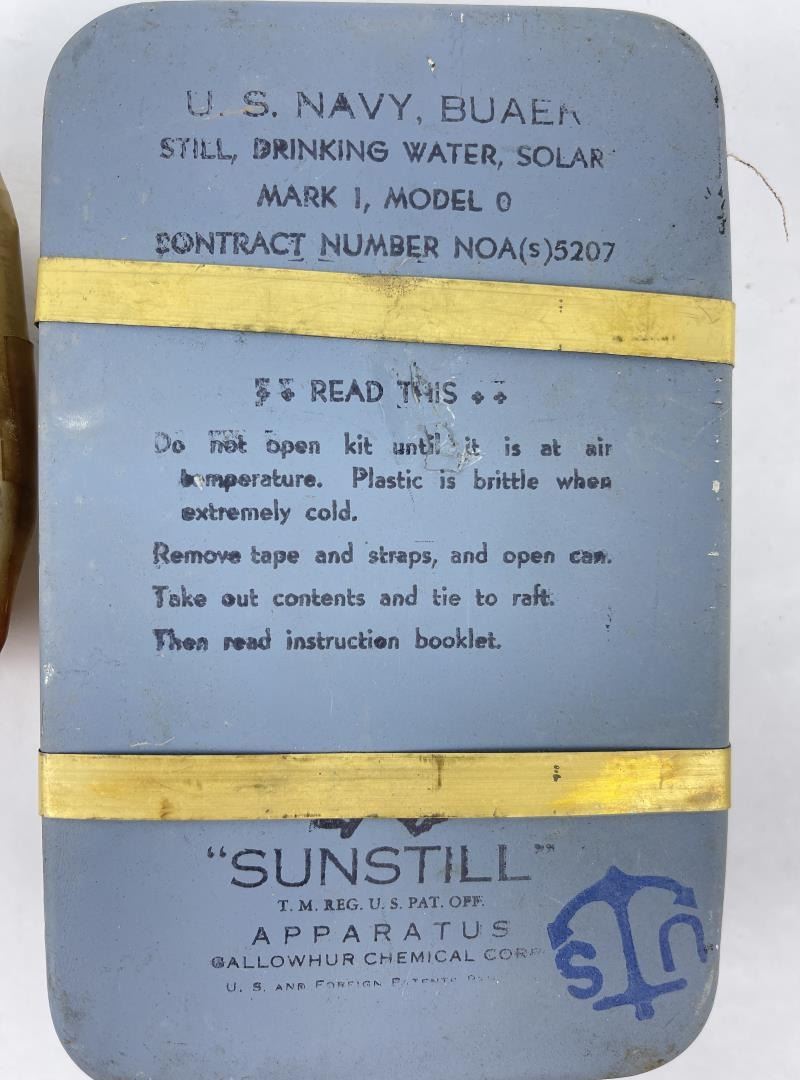 U. S. NAVY, BUAER
STILL, DRINKING WATER, SOLAR
MARK 1, MODEL 0
CONTRACT NUMBER NOA(s)5207
READ THIS
Do not open kit until it is at air
temperature. Plastic is brittle when
extremely cold.
Remove tape and straps, and open can.
Take out contents and tie to raft.
Then read instruction booklet.
"SUNSTILL"
T. M. REG. U. S. PAT. OFF.
APPARATUS
GALLOWHUR CHEMICAL CORP
U. S. AND FOREIGN PATENTS
U S N